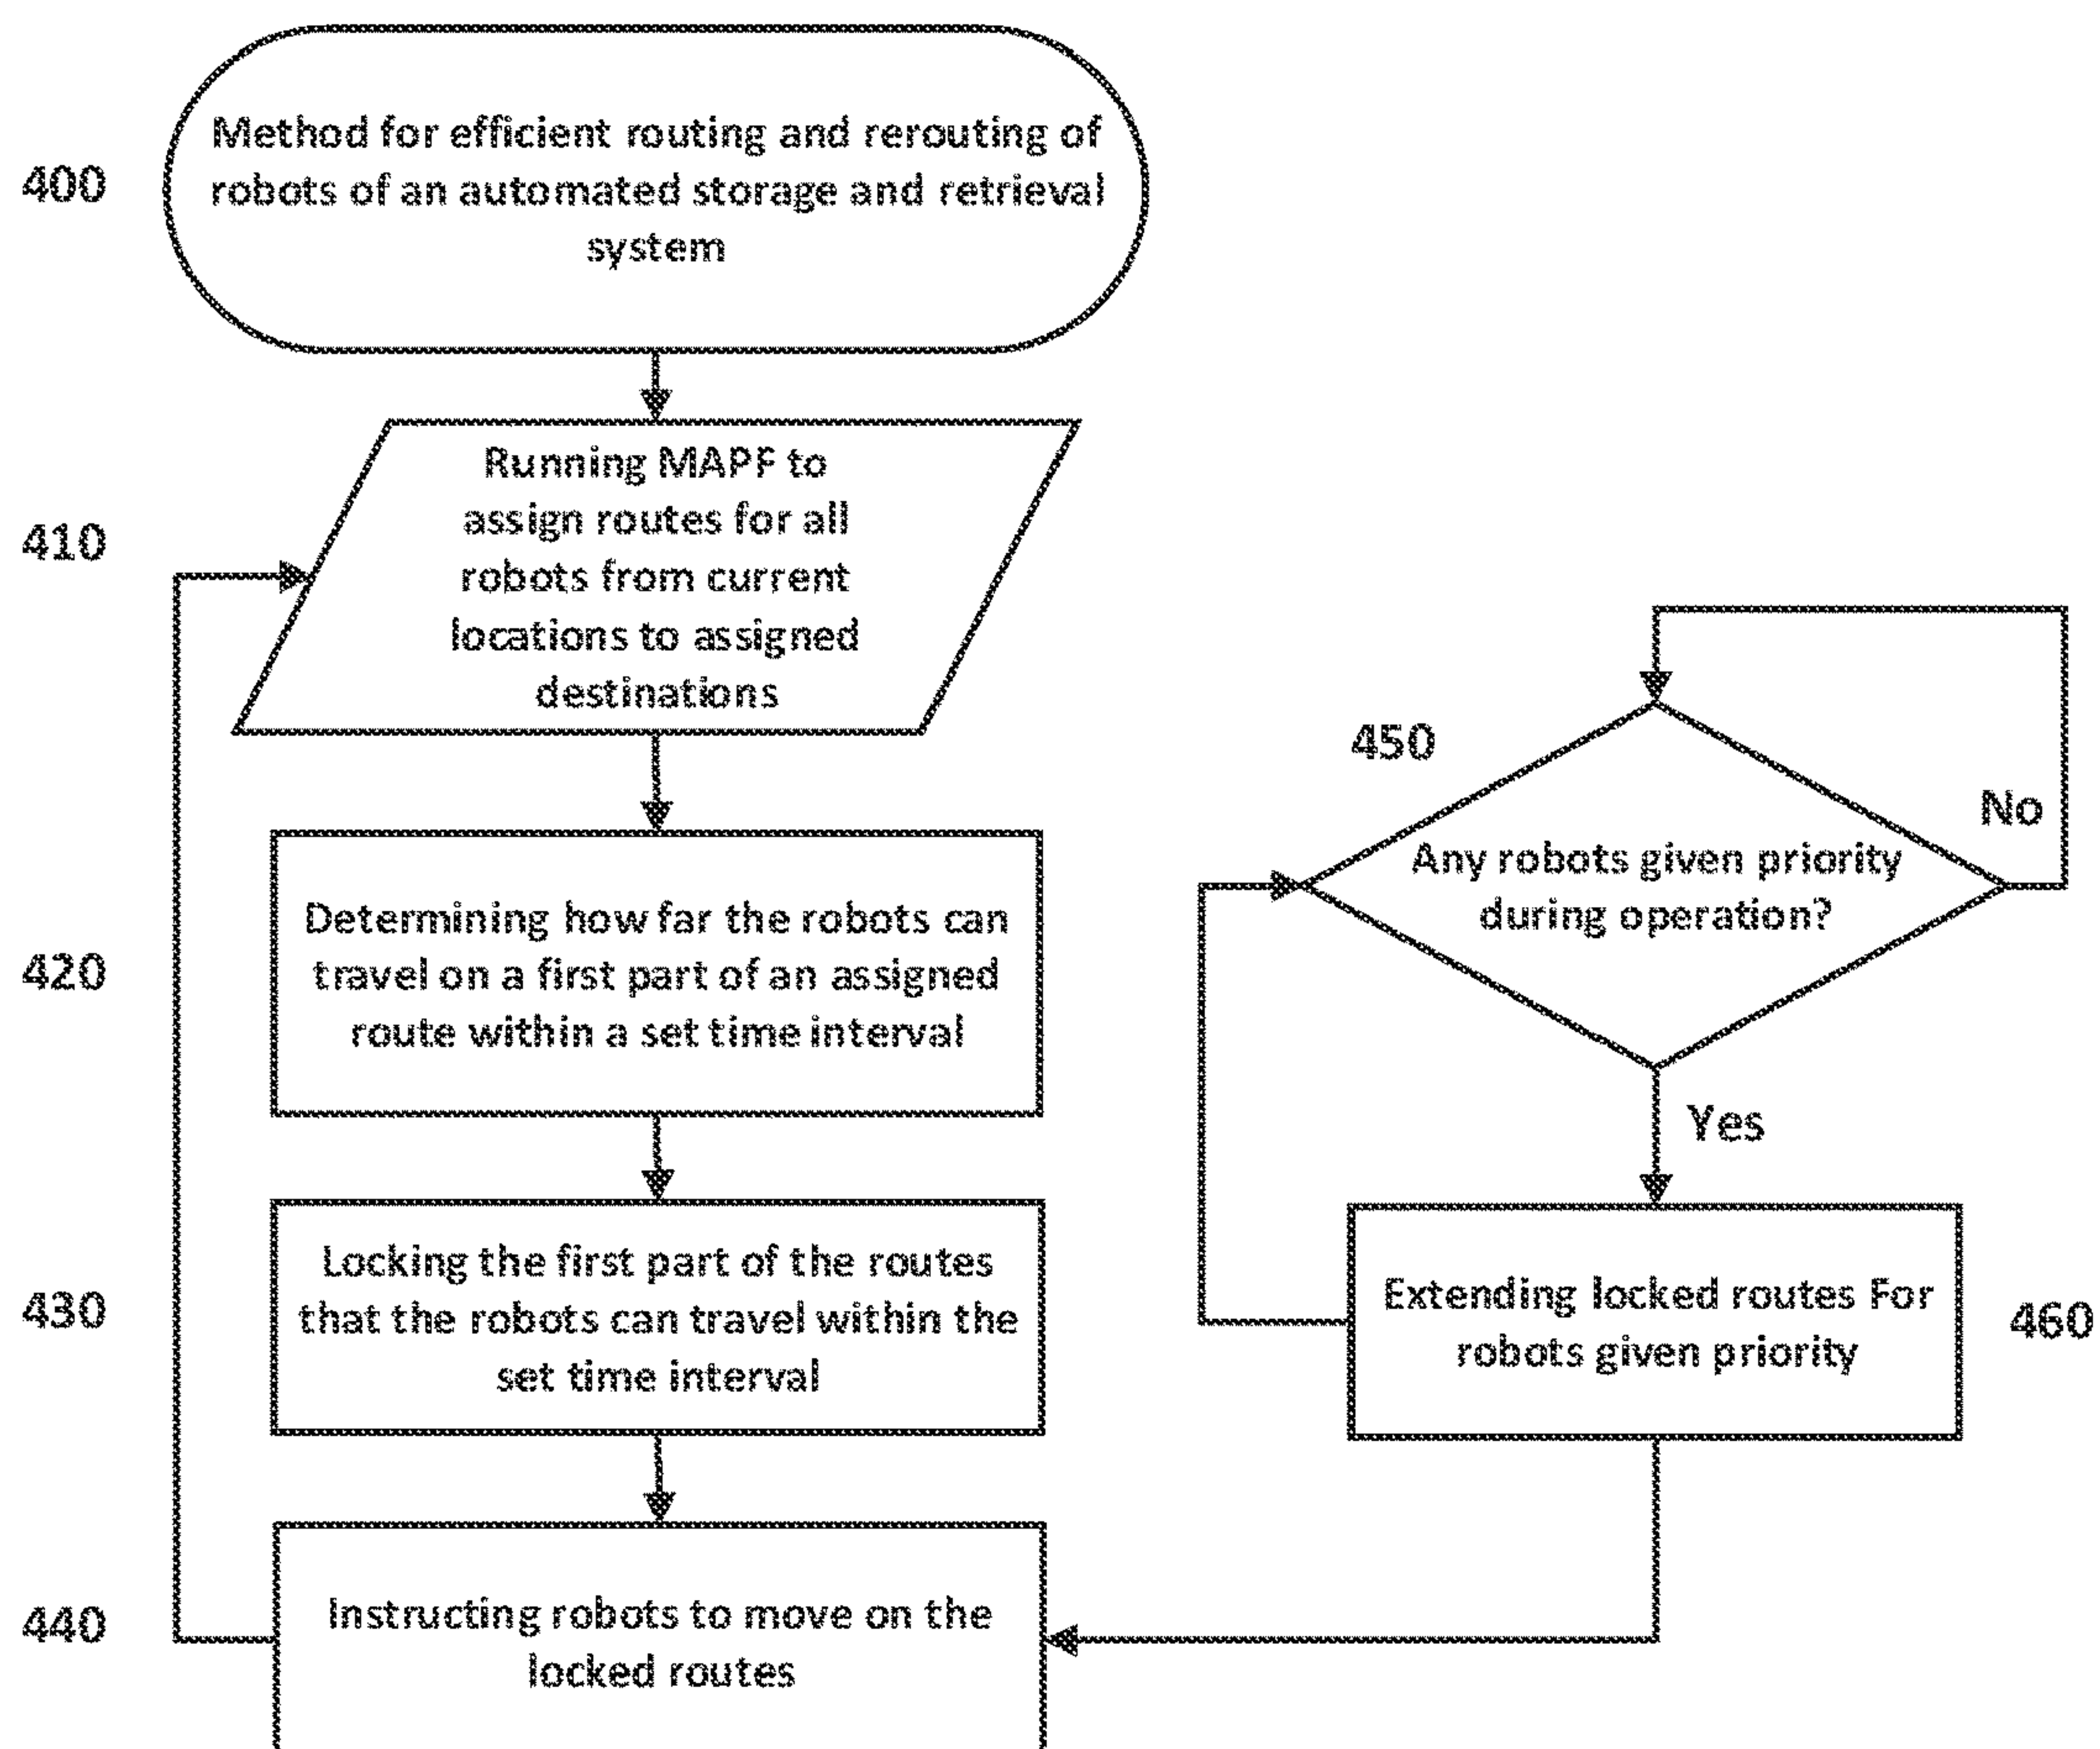 400
Method for efficient routing and rerouting of
robots of an automated storage and retrieval
system
410
Running MAPF to
assign routes for all
robots from current
locations to assigned
destinations
420
Determining how far the robots can
travel on a first part of an assigned
route within a set time interval
430
Locking the first part of the routes
that the robots can travel within the
set time interval
440
Instructing robots to move on the
locked routes
450
Any robots given priority
during operation?
No
Yes
Extending locked routes For
robots given priority
460